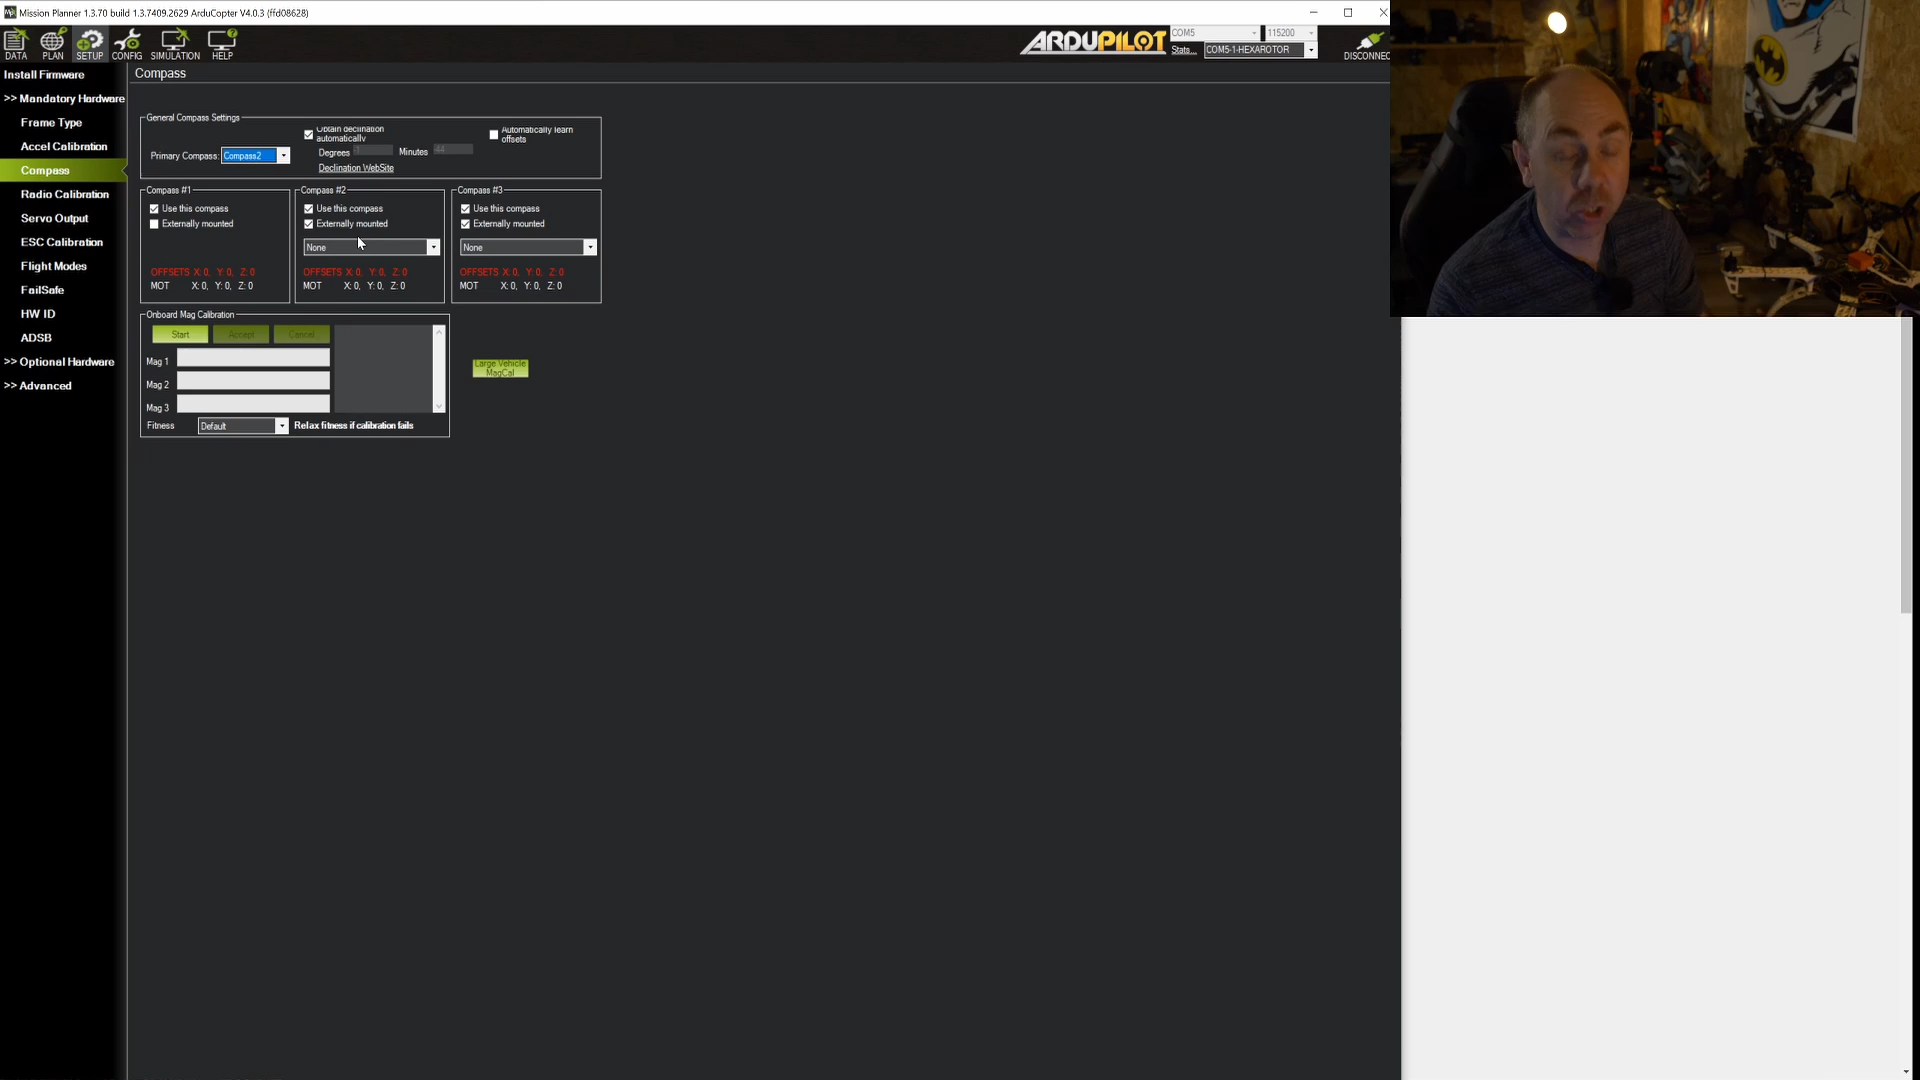 Mission Planner 1.3.70 build 1.3.7409.2629 ArduCopter V4.0.3 (ffd08628)
DATA PLAN SETUP CONFIG SIMULATION HELP
ARDUPILOT
COM5 115200
Stats... COM5-1-HEXAROTOR
DISCONNEC
Install Firmware
>> Mandatory Hardware
Frame Type
Accel Calibration
Compass
Radio Calibration
Servo Output
ESC Calibration
Flight Modes
FailSafe
HW ID
ADSB
>> Optional Hardware
>> Advanced
Compass
General Compass Settings
Primary Compass: Compass2
Obtain declination
automatically
Degrees Minutes
Declination WebSite
Automatically learn
offsets
Compass #1
Use this compass
Externally mounted
OFFSETS X: 0, Y: 0, Z: 0
MOT X: 0, Y: 0, Z: 0
Compass #2
Use this compass
Externally mounted
None
OFFSETS X: 0, Y: 0, Z: 0
MOT X: 0, Y: 0, Z: 0
Compass #3
Use this compass
Externally mounted
None
OFFSETS X: 0, Y: 0, Z: 0
MOT X: 0, Y: 0, Z: 0
Onboard Mag Calibration
Start Accept Cancel
Mag 1
Mag 2
Mag 3
Fitness Default Relax fitness if calibration fails
Large Vehicle
MagCal